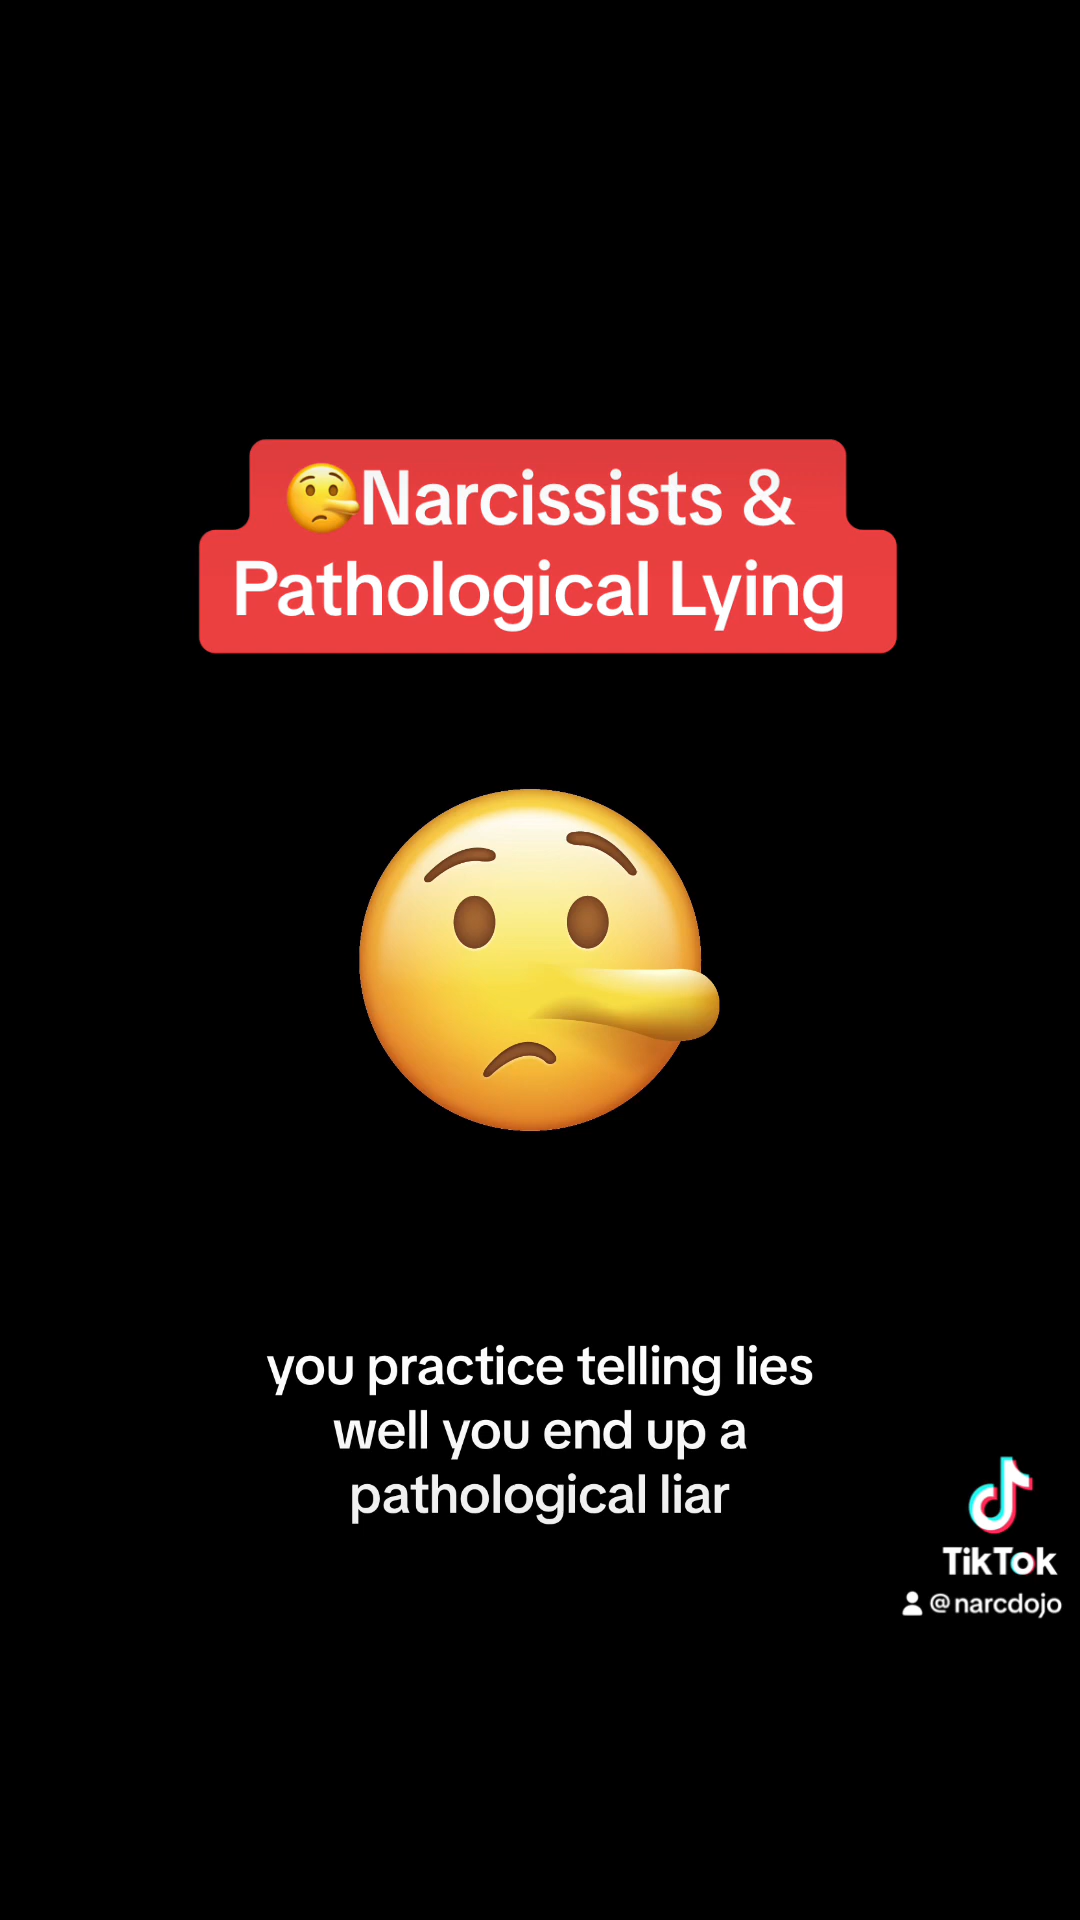 🤥Narcissists &
Pathological Lying
you practice telling lies
well you end up a
pathological liar
TikTok
@narcdojo